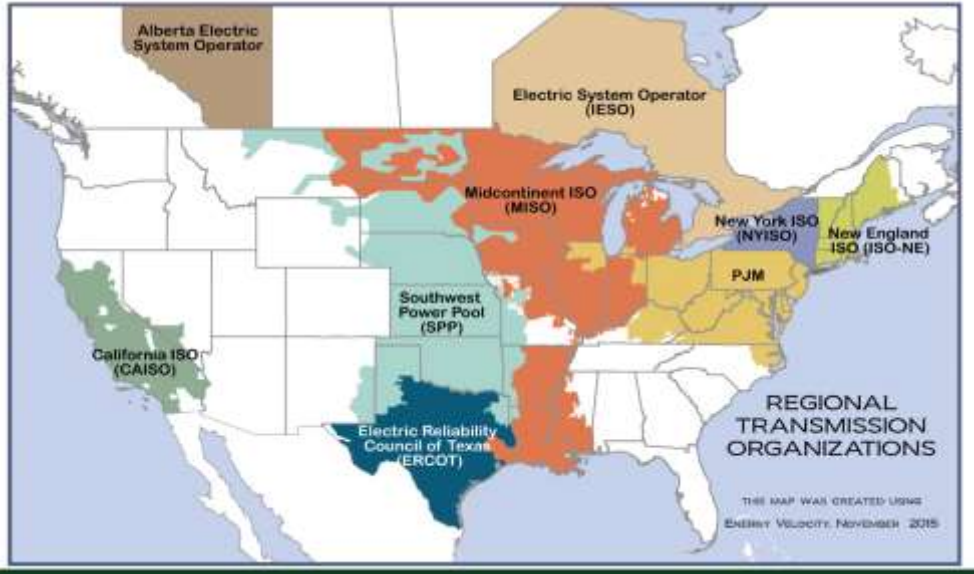 Alberta Electric
System Operator
Electric System Operator
(IESO)
Midcontinent ISO
(MISO)
New York ISO
(NYISO)
New England
ISO (ISO-NE)
PJM
Southwest
Power Pool
(SPP)
California ISO
(CAISO)
Electric Reliability
Council of Texas
(ERCOT)
REGIONAL
TRANSMISSION
ORGANIZATIONS
THIS MAP WAS CREATED USING
ENERGY VELOCITY, NOVEMBER 2015